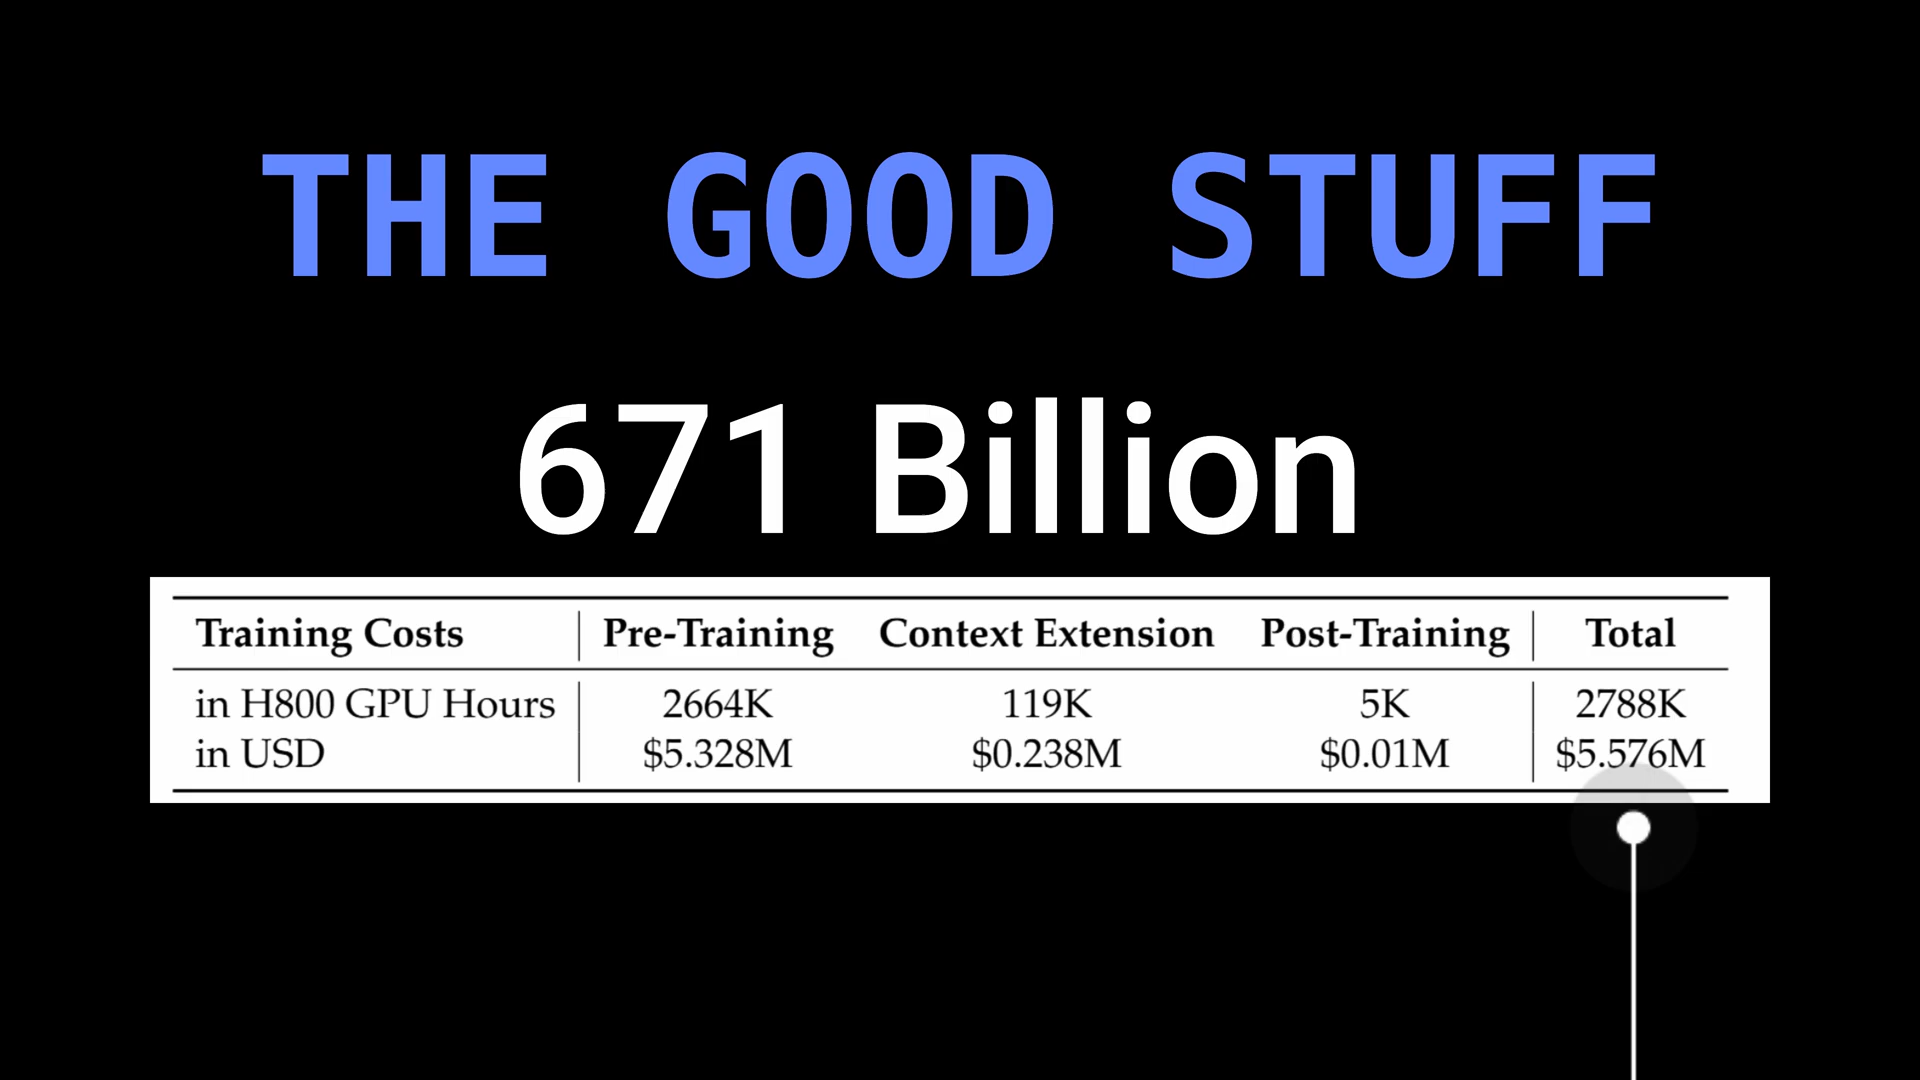 THE GOOD STUFF
671 Billion
Training Costs Pre-Training Context Extension Post-Training Total
in H800 GPU Hours 2664K 119K 5K 2788K
in USD $5.328M $0.238M $0.01M $5.576M